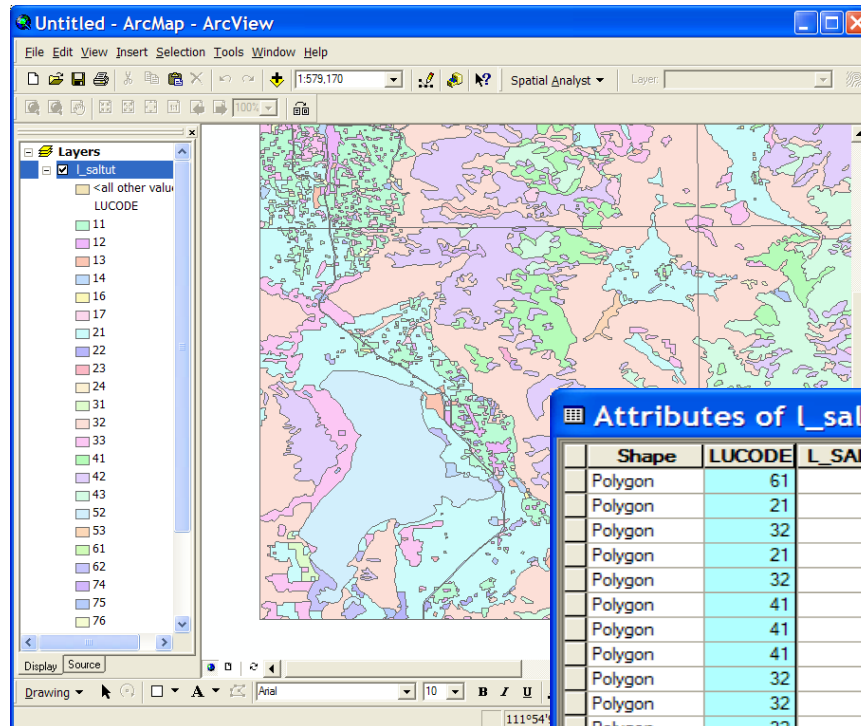 Untitled - ArcMap - ArcView
File Edit View Insert Selection Tools Window Help
1:579,170 Spatial Analyst Layer:
100%
Layers
l_saltut
<all other valu
LUCODE
11
12
13
14
16
17
21
22
23
24
31
32
33
41
42
43
52
53
61
62
74
75
76
Display Source
Drawing A Arial 10 B I U
111°54'
Attributes of l_sal
Shape LUCODE L_SAL
Polygon 61
Polygon 21
Polygon 32
Polygon 21
Polygon 32
Polygon 41
Polygon 41
Polygon 41
Polygon 32
Polygon 32